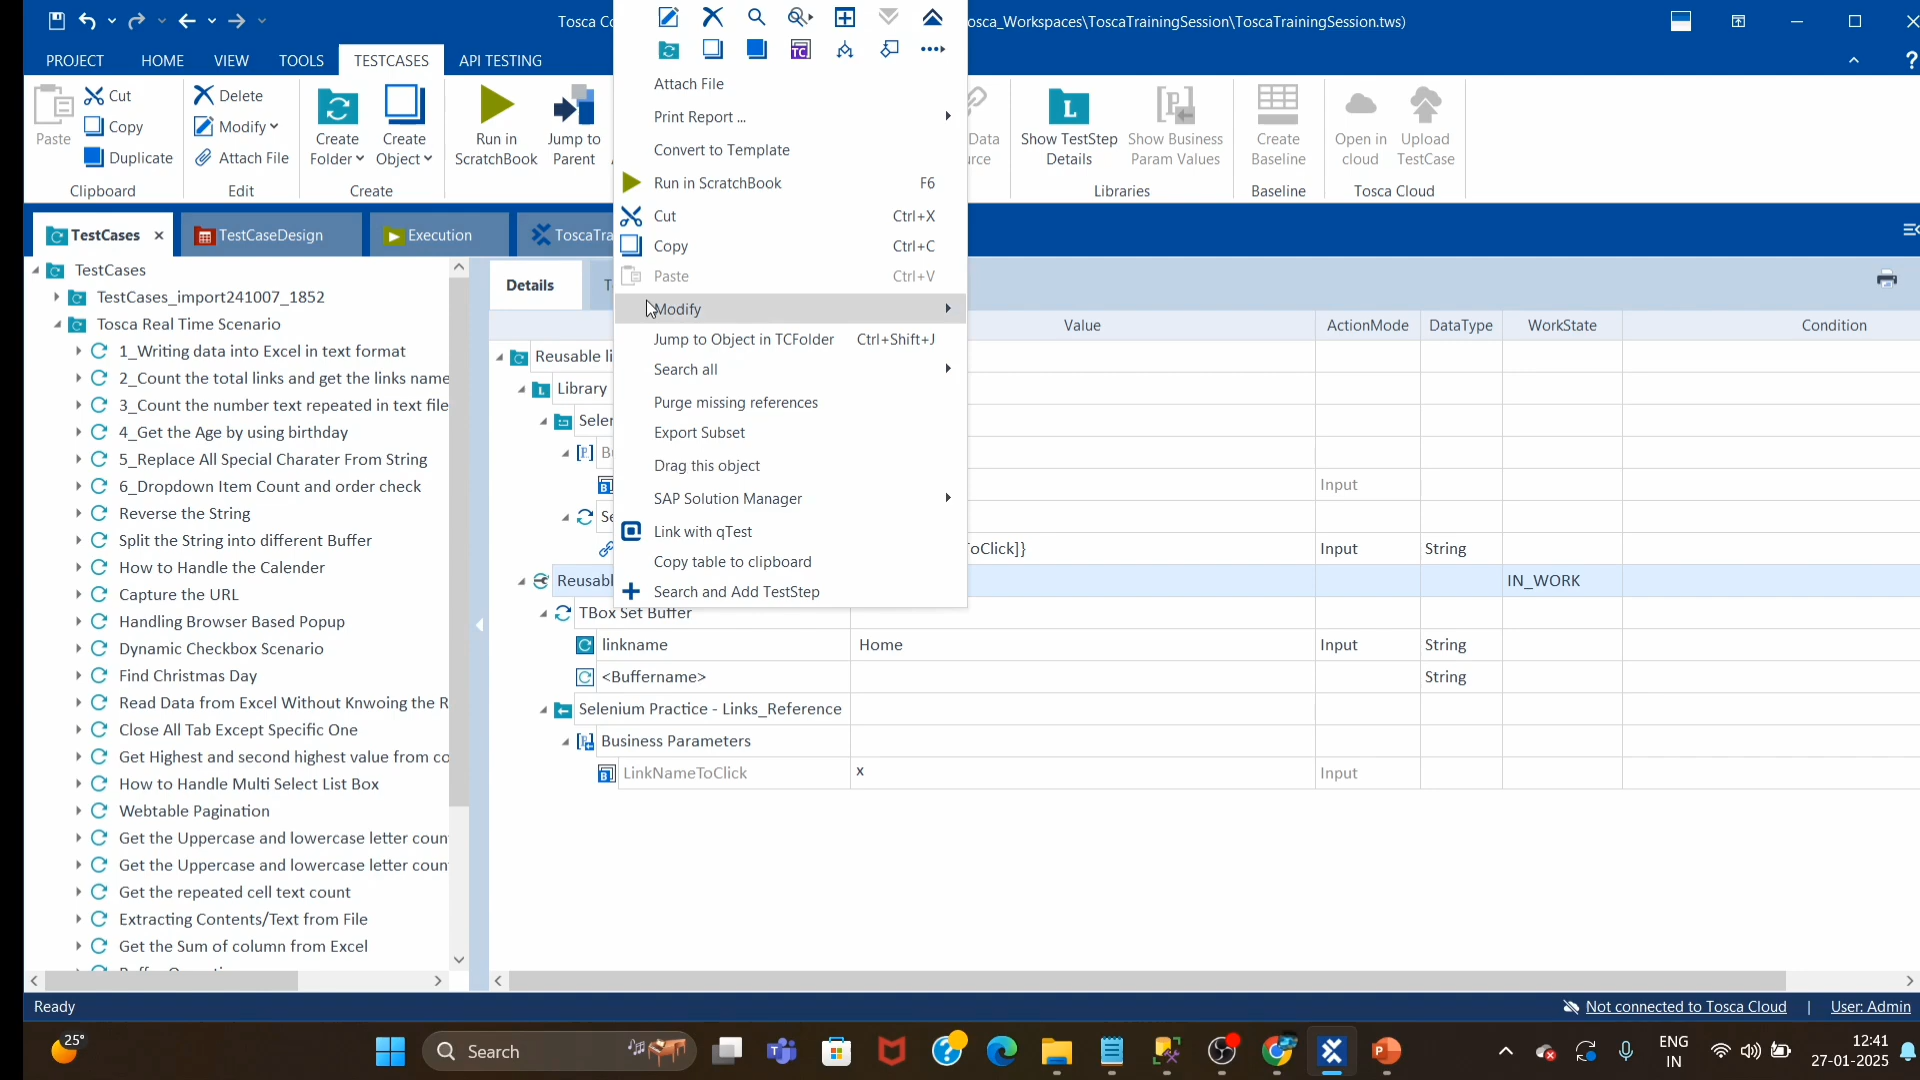 Tosca Co
osca_Workspaces\ToscaTrainingSession\ToscaTrainingSession.tws)
PROJECT HOME VIEW TOOLS TESTCASES API TESTING
Paste
Cut
Copy
Duplicate
Clipboard
Delete
Modify
Attach File
Edit
Create Folder
Create Object
Create
Run in ScratchBook
Jump to Parent
Data
rce
Show TestStep Details
Show Business Param Values
Libraries
Create Baseline
Baseline
Open in cloud
Upload TestCase
Tosca Cloud
TestCases
TestCaseDesign
Execution
ToscaTra
TestCases
TestCases_import241007_1852
Tosca Real Time Scenario
1_Writing data into Excel in text format
2_Count the total links and get the links name
3_Count the number text repeated in text file
4_Get the Age by using birthday
5_Replace All Special Charater From String
6_Dropdown Item Count and order check
Reverse the String
Split the String into different Buffer
How to Handle the Calender
Capture the URL
Handling Browser Based Popup
Dynamic Checkbox Scenario
Find Christmas Day
Read Data from Excel Without Knwoing the R
Close All Tab Except Specific One
Get Highest and second highest value from co
How to Handle Multi Select List Box
Webtable Pagination
Get the Uppercase and lowercase letter coun
Get the Uppercase and lowercase letter coun
Get the repeated cell text count
Extracting Contents/Text from File
Get the Sum of column from Excel
TC
Attach File
Print Report ...
Convert to Template
Run in ScratchBook F6
Cut Ctrl+X
Copy Ctrl+C
Paste Ctrl+V
Modify
Jump to Object in TCFolder Ctrl+Shift+J
Search all
Purge missing references
Export Subset
Drag this object
SAP Solution Manager
Link with qTest
Copy table to clipboard
Search and Add TestStep
Details
Value ActionMode DataType WorkState Condition
Reusable li
Library
Seler
Input
oClick]} Input String
Reusabl IN_WORK
TBox Set Buffer
linkname Home Input String
<Buffername> String
Selenium Practice - Links_Reference
Business Parameters
LinkNameToClick x Input
Ready
Not connected to Tosca Cloud | User: Admin
25°
Search
ENG
IN
12:41
27-01-2025